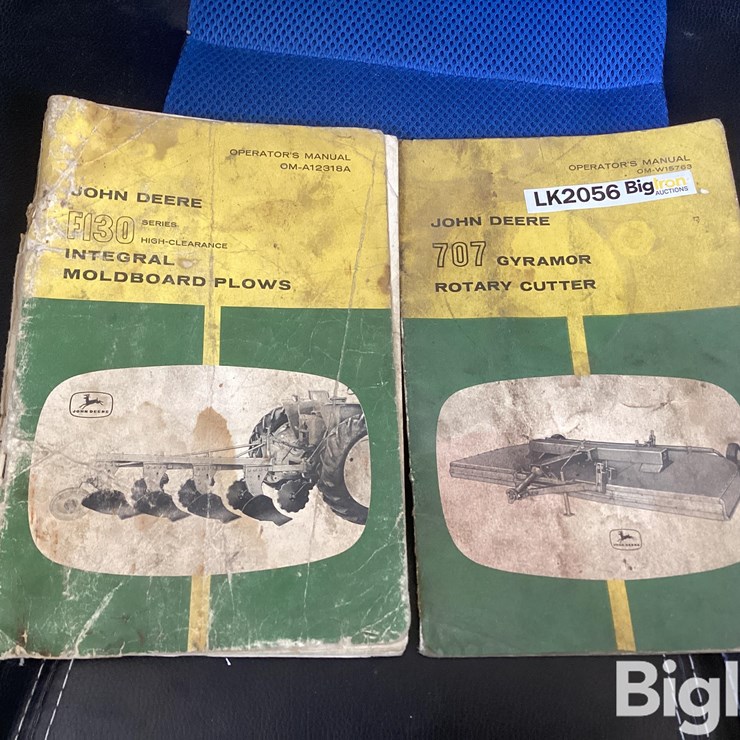 OPERATOR'S MANUAL
OM-A12318A
JOHN DEERE
F130 SERIES
HIGH-CLEARANCE
INTEGRAL
MOLDBOARD PLOWS
JOHN DEERE
OPERATOR'S MANUAL
OM-W15763
LK2056 BigIron
AUCTIONS
JOHN DEERE
707 GYRAMOR
ROTARY CUTTER
JOHN DEERE
BigI